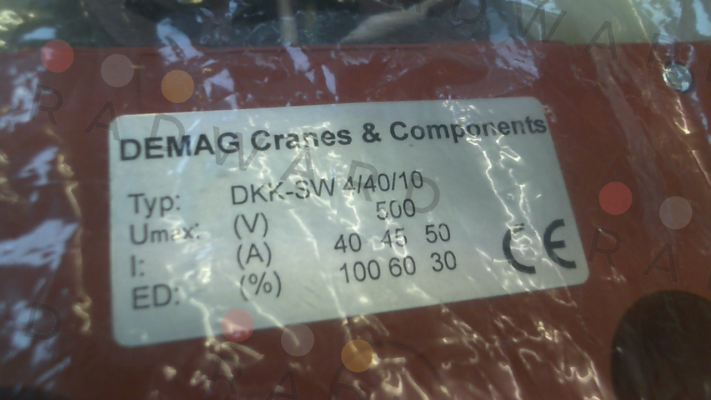 DEMAG Cranes & Components
Typ: DKK-SW 4/40/10
Umax: (V) 500
I: (A) 40 45 50
ED: (%) 100 60 30
CE
RADWARD